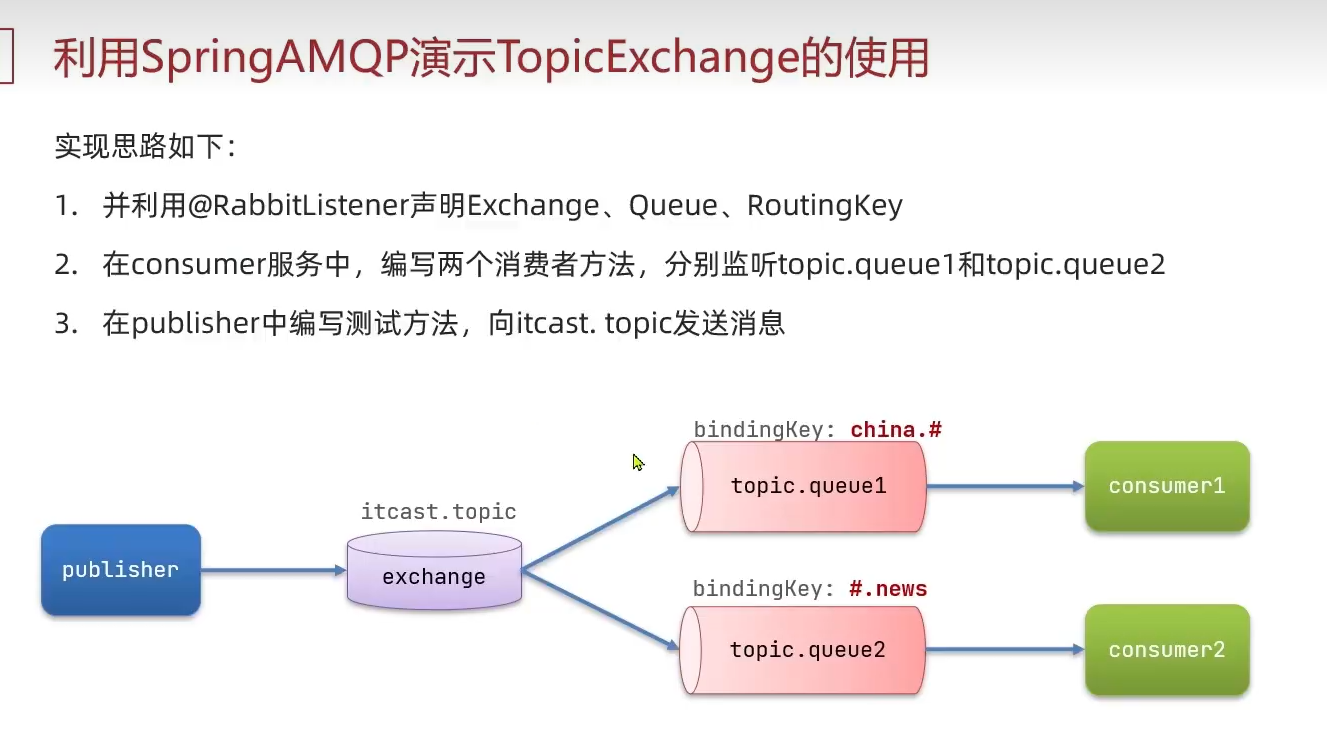 利用SpringAMQP演示TopicExchange的使用
实现思路如下：
1. 并利用@RabbitListener声明Exchange、Queue、RoutingKey
2. 在consumer服务中，编写两个消费者方法，分别监听topic.queue1和topic.queue2
3. 在publisher中编写测试方法，向itcast. topic发送消息
bindingKey: china.#
topic.queue1
consumer1
itcast.topic
publisher
exchange
bindingKey: #.news
topic.queue2
consumer2